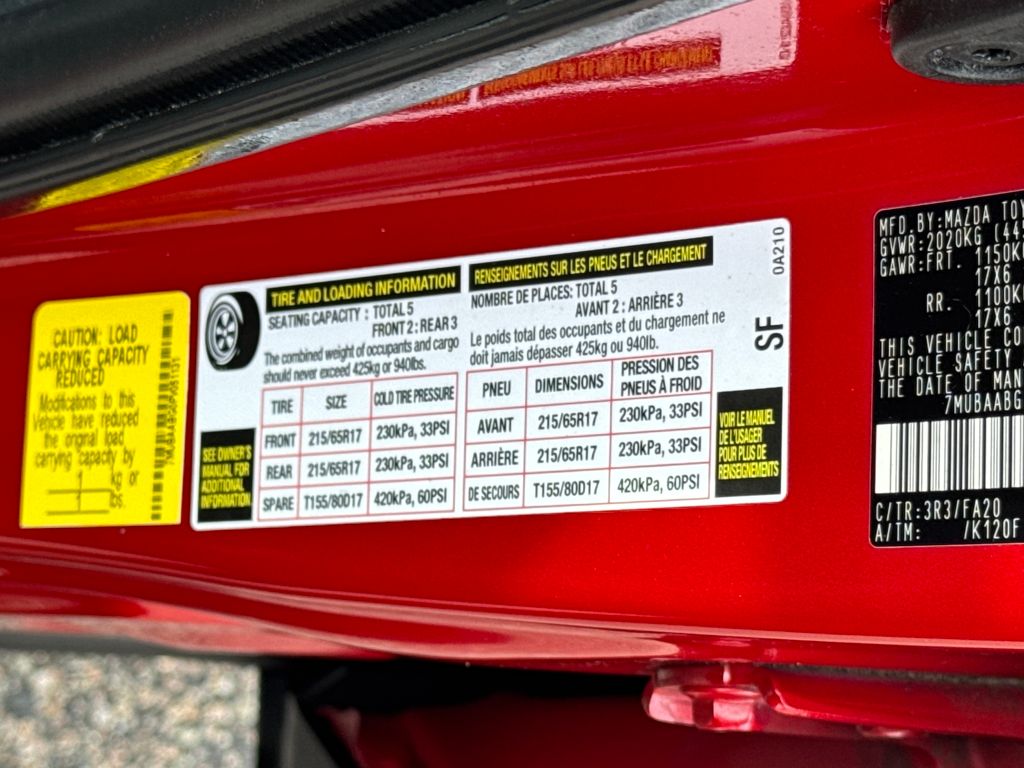 CAUTION: LOAD
CARRYING CAPACITY
REDUCED
Modifications to this
Vehicle have reduced
the original load
carrying capacity by
kg or
lbs.
TIRE AND LOADING INFORMATION
SEATING CAPACITY : TOTAL 5
FRONT 2 : REAR 3
The combined weight of occupants and cargo
should never exceed 425kg or 940lbs.
RENSEIGNEMENTS SUR LES PNEUS ET LE CHARGEMENT
NOMBRE DE PLACES: TOTAL 5
AVANT 2 : ARRIÈRE 3
Le poids total des occupants et du chargement ne
doit jamais dépasser 425kg ou 940lb.
0A210
SF
SEE OWNER'S
MANUAL FOR
ADDITIONAL
INFORMATION
TIRE SIZE COLD TIRE PRESSURE
FRONT 215/65R17 230kPa, 33PSI
REAR 215/65R17 230kPa, 33PSI
SPARE T155/80D17 420kPa, 60PSI
PNEU DIMENSIONS PRESSION DES
PNEUS À FROID
AVANT 215/65R17 230kPa, 33PSI
ARRIÈRE 215/65R17 230kPa, 33PSI
DE SECOURS T155/80D17 420kPa, 60PSI
VOIR LE MANUEL
DE L'USAGER
POUR PLUS DE
RENSEIGNEMENTS
MFD. BY:MAZDA TOY
GVWR:2020KG (44
GAWR:FRT. 1150K
17X6
RR. 1100K
17X6
THIS VEHICLE CO
VEHICLE SAFETY
THE DATE OF MAN
7MUBAABG
C/TR:3R3/FA20
A/TM: /K120F